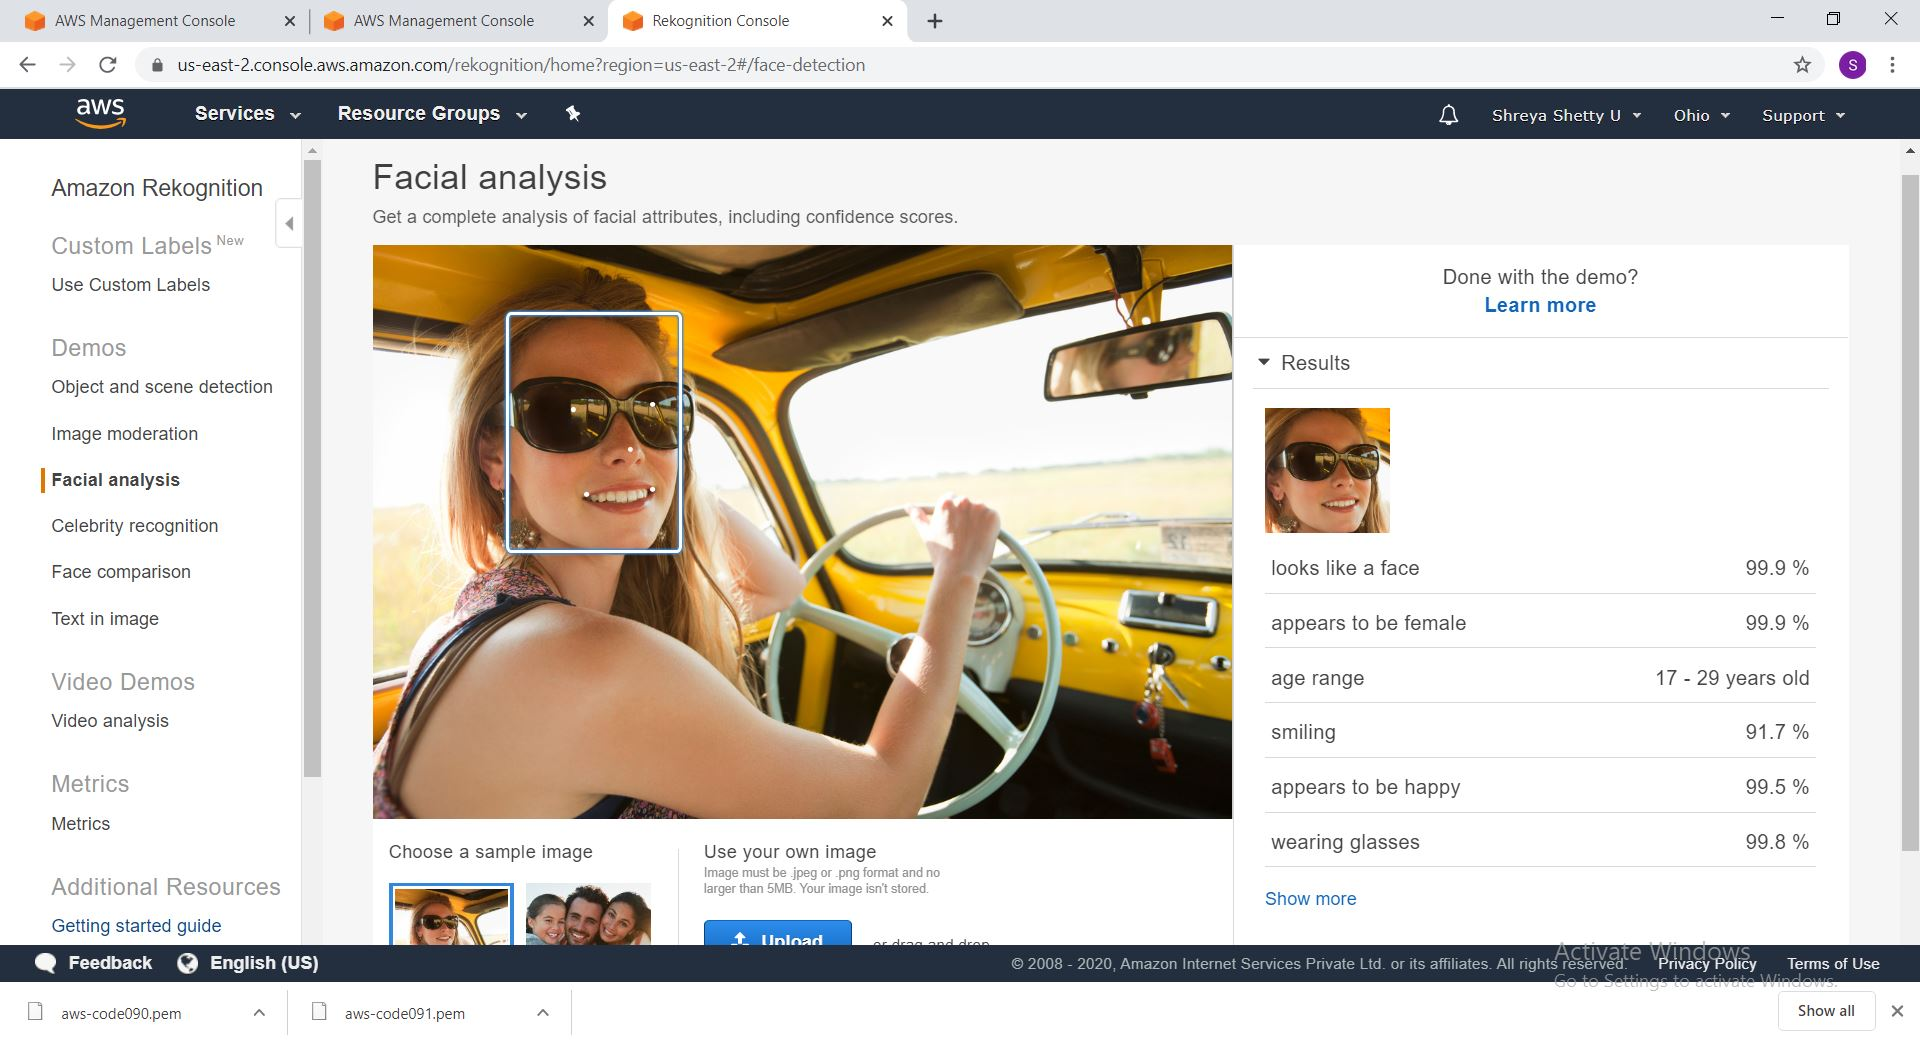 AWS Management Console
AWS Management Console
Rekognition Console
us-east-2.console.aws.amazon.com/rekognition/home?region=us-east-2#/face-detection
S
aws
Services
Resource Groups
Shreya Shetty U
Ohio
Support
Amazon Rekognition
Custom Labels New
Use Custom Labels
Demos
Object and scene detection
Image moderation
Facial analysis
Celebrity recognition
Face comparison
Text in image
Video Demos
Video analysis
Metrics
Metrics
Additional Resources
Getting started guide
Facial analysis
Get a complete analysis of facial attributes, including confidence scores.
Choose a sample image
Use your own image
Image must be .jpeg or .png format and no
larger than 5MB. Your image isn't stored.
Upload
or drag and drop
Done with the demo?
Learn more
Results
looks like a face 99.9 %
appears to be female 99.9 %
age range 17 - 29 years old
smiling 91.7 %
appears to be happy 99.5 %
wearing glasses 99.8 %
Show more
Feedback
English (US)
© 2008 - 2020, Amazon Internet Services Private Ltd. or its affiliates. All rights reserved.
Privacy Policy
Terms of Use
Activate Windows
Go to Settings to activate Windows.
aws-code090.pem
aws-code091.pem
Show all